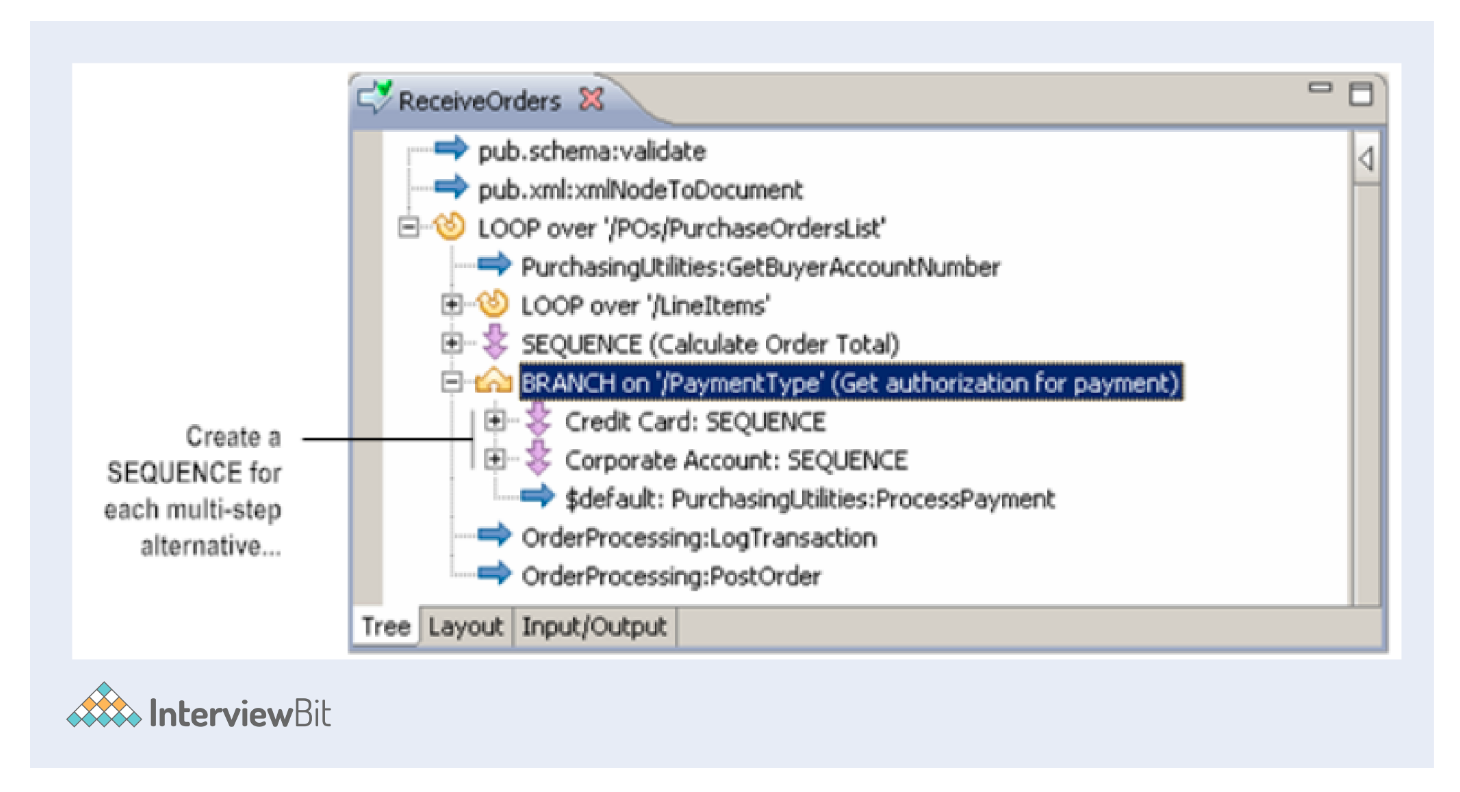 ReceiveOrders
pub.schema:validate
pub.xml:xmlNodeToDocument
LOOP over '/POs/PurchaseOrdersList'
PurchasingUtilities:GetBuyerAccountNumber
LOOP over '/LineItems'
SEQUENCE (Calculate Order Total)
BRANCH on '/PaymentType' (Get authorization for payment)
Credit Card: SEQUENCE
Corporate Account: SEQUENCE
$default: PurchasingUtilities:ProcessPayment
OrderProcessing:LogTransaction
OrderProcessing:PostOrder
Create a
SEQUENCE for
each multi-step
alternative...
Tree Layout Input/Output
InterviewBit